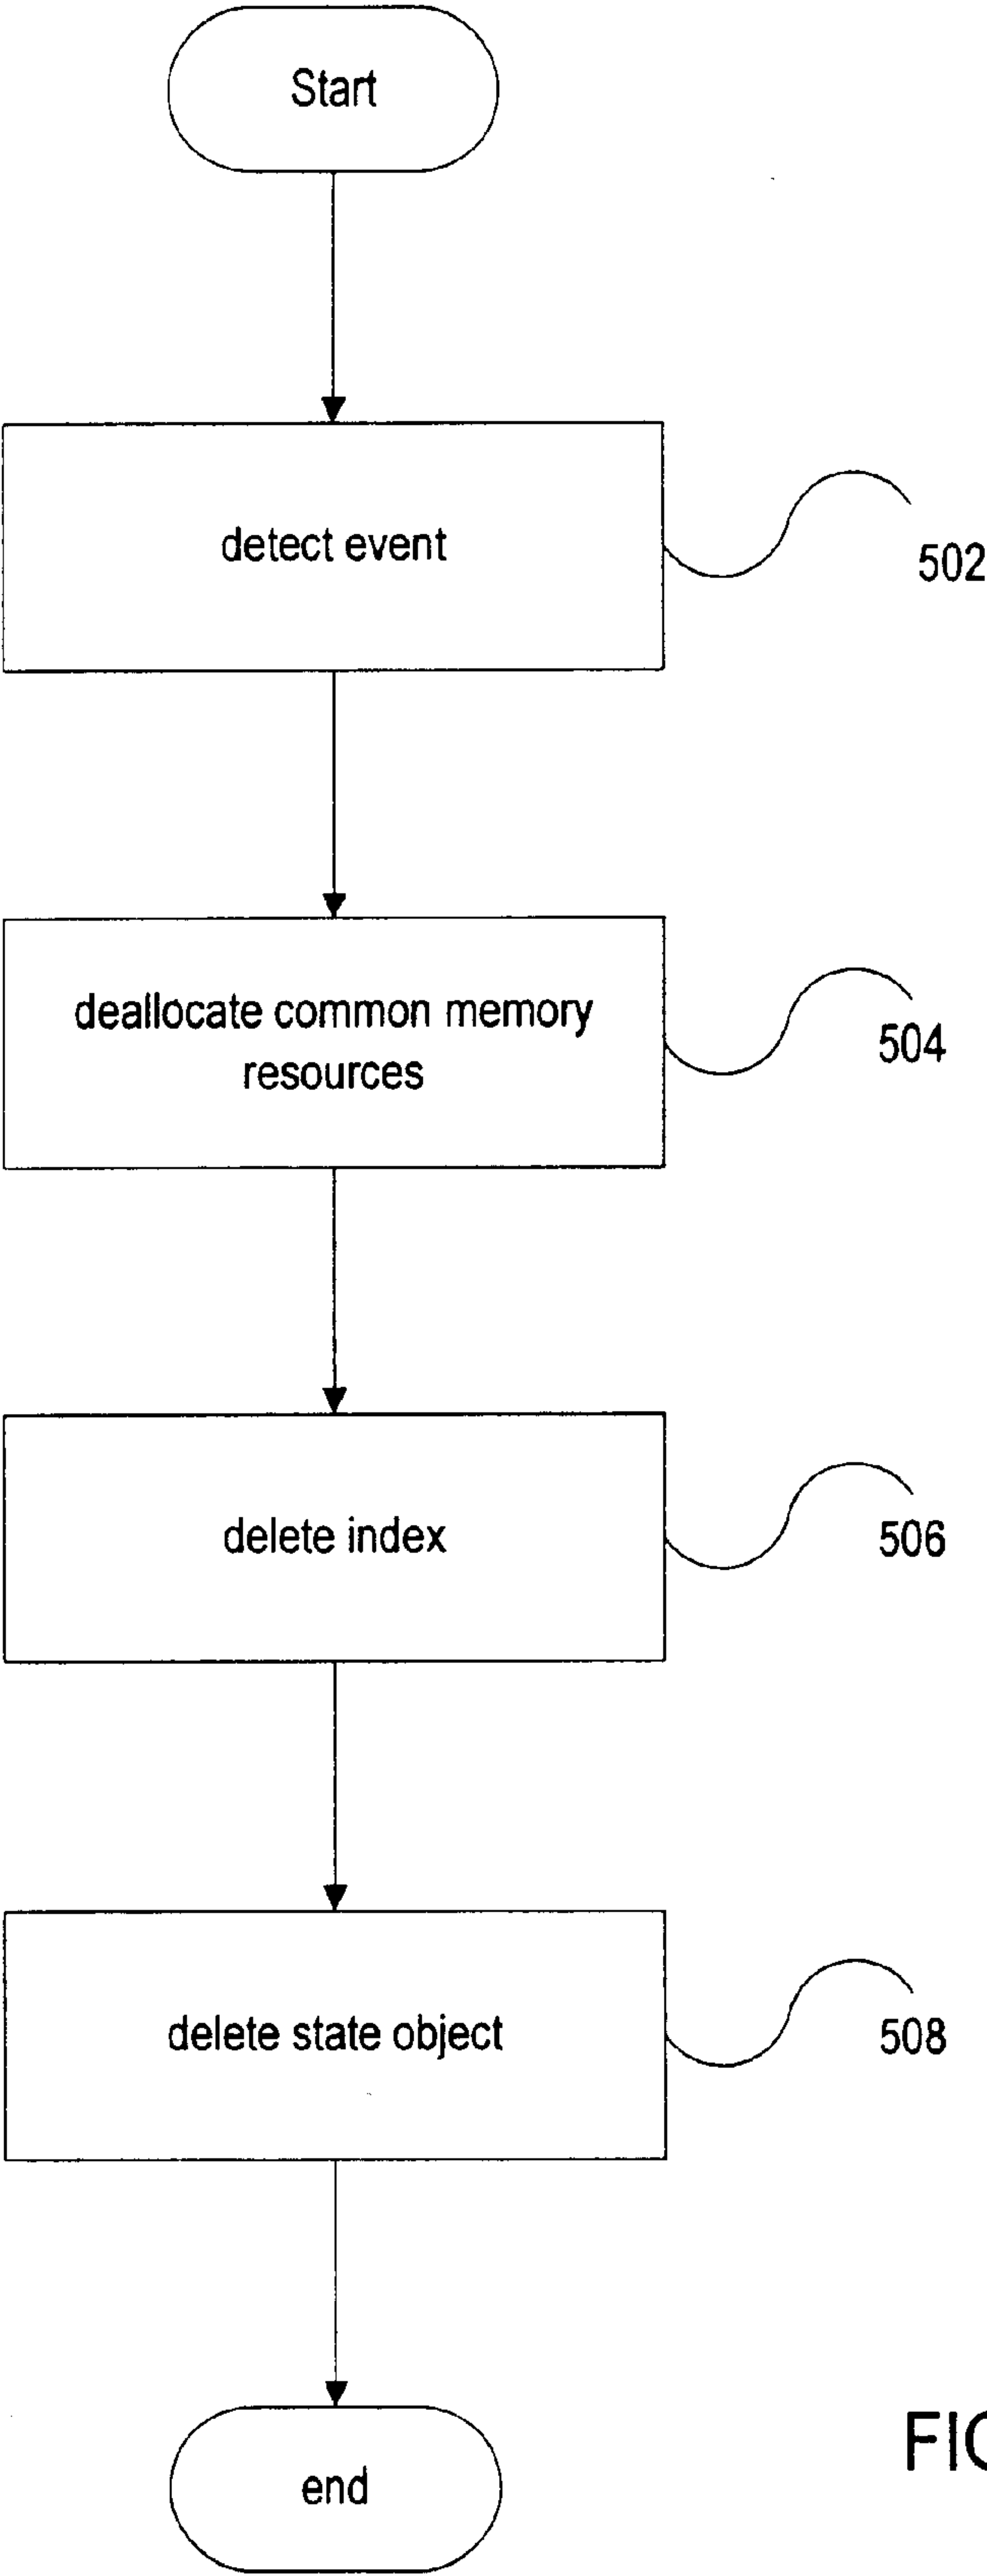 Start
detect event
502
deallocate common memory
resources
504
delete index
506
delete state object
508
end